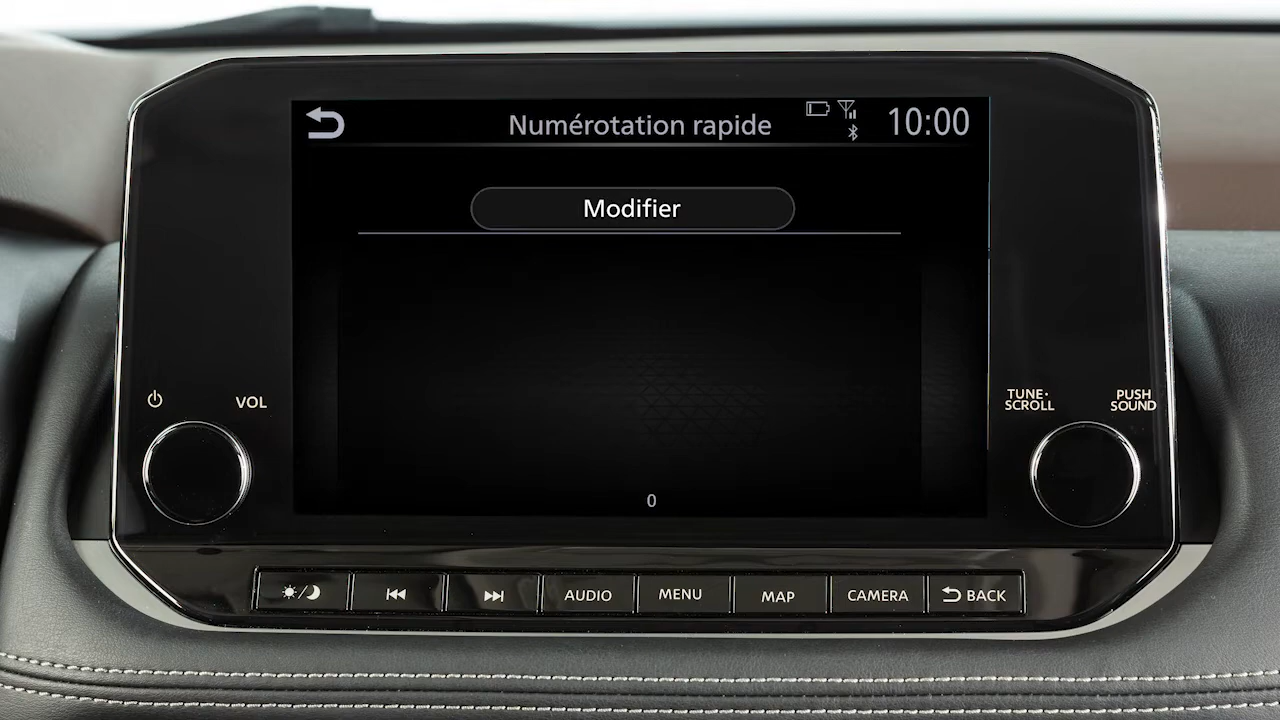 Numérotation rapide
10:00
Modifier
0
VOL
TUNE·
SCROLL
PUSH
SOUND
AUDIO
MENU
MAP
CAMERA
BACK